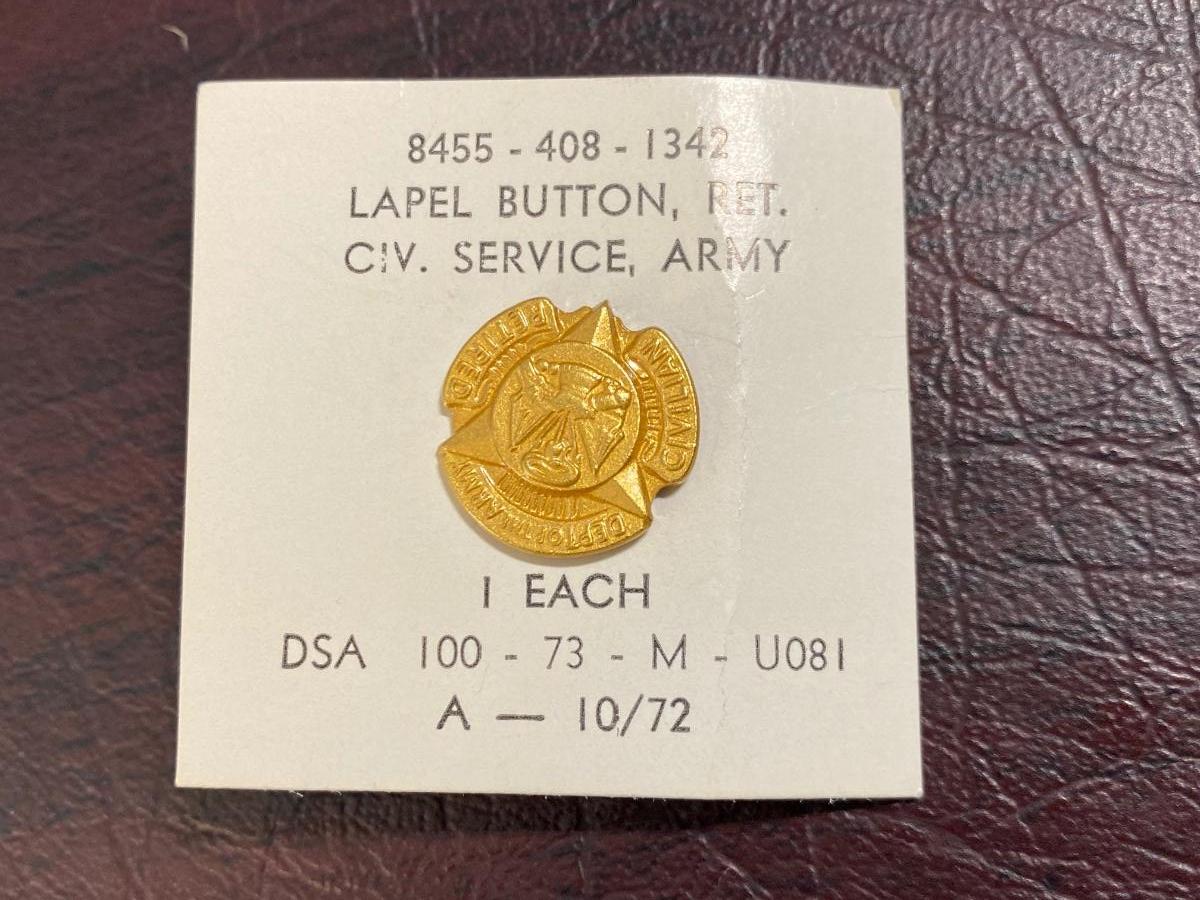 8455 - 408 - 1342
LAPEL BUTTON, RET.
CIV. SERVICE, ARMY
RETIRED
CIVILIAN
DEPT OF THE ARMY
1 EACH
DSA 100 - 73 - M - U081
A — 10/72